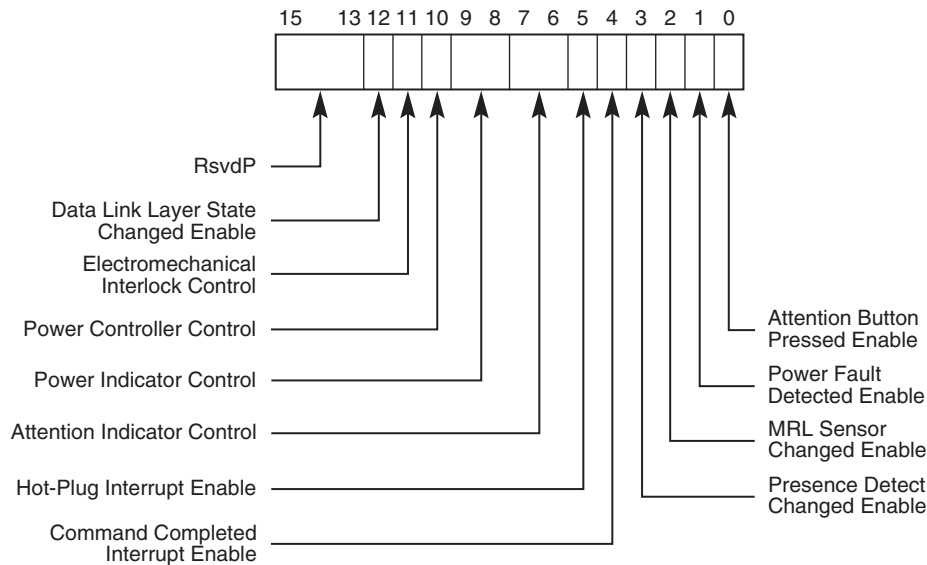 15 13 12 11 10 9 8 7 6 5 4 3 2 1 0
RsvdP
Data Link Layer State
Changed Enable
Electromechanical
Interlock Control
Power Controller Control
Power Indicator Control
Attention Indicator Control
Hot-Plug Interrupt Enable
Command Completed
Interrupt Enable
Attention Button
Pressed Enable
Power Fault
Detected Enable
MRL Sensor
Changed Enable
Presence Detect
Changed Enable